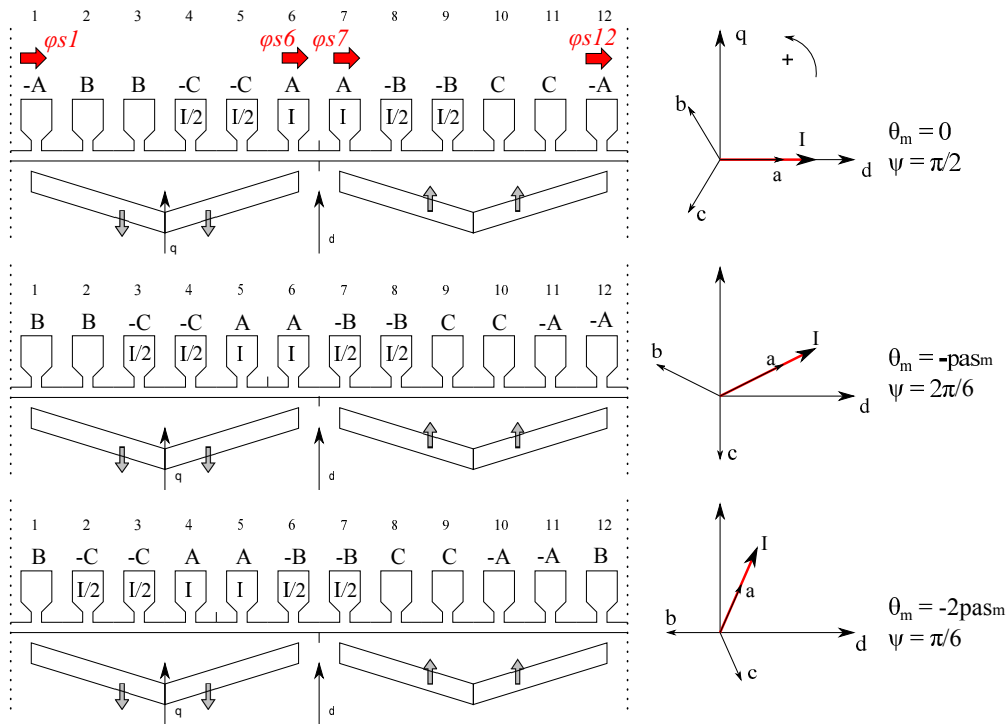 1 2 3 4 5 6 7 8 9 10 11 12
φs1 φs6 φs7 φs12
-A B B -C -C A A -B -B C C -A
I/2 I/2 I I I/2 I/2
q d
q
+
b
I
a d
c
θ_m = 0
ψ = π/2
1 2 3 4 5 6 7 8 9 10 11 12
B B -C -C A A -B -B C C -A -A
I/2 I/2 I I I/2 I/2
q d
I
a
b
d
c
θ_m = -pasm
ψ = 2π/6
1 2 3 4 5 6 7 8 9 10 11 12
B -C -C A A -B -B C C -A -A B
I/2 I/2 I I I/2 I/2
q d
I
a
b d
c
θ_m = -2pasm
ψ = π/6